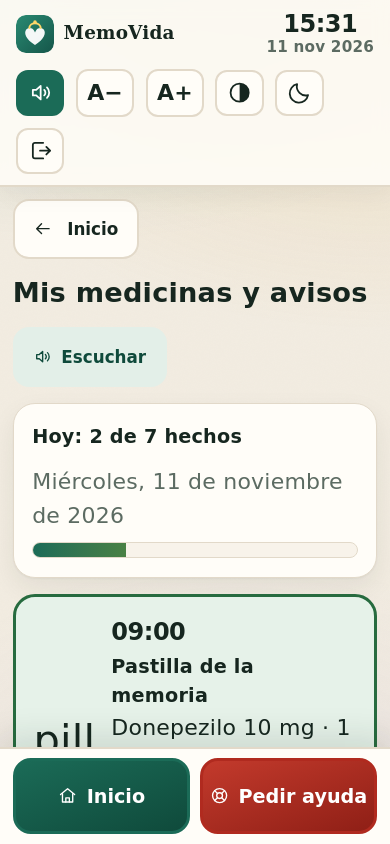 MemoVida
15:31
11 nov 2026
A−
A+
Inicio
Mis medicinas y avisos
Escuchar
Hoy: 2 de 7 hechos
Miércoles, 11 de noviembre
de 2026
09:00
Pastilla de la
memoria
pill
Donepezilo 10 mg · 1
Inicio
Pedir ayuda